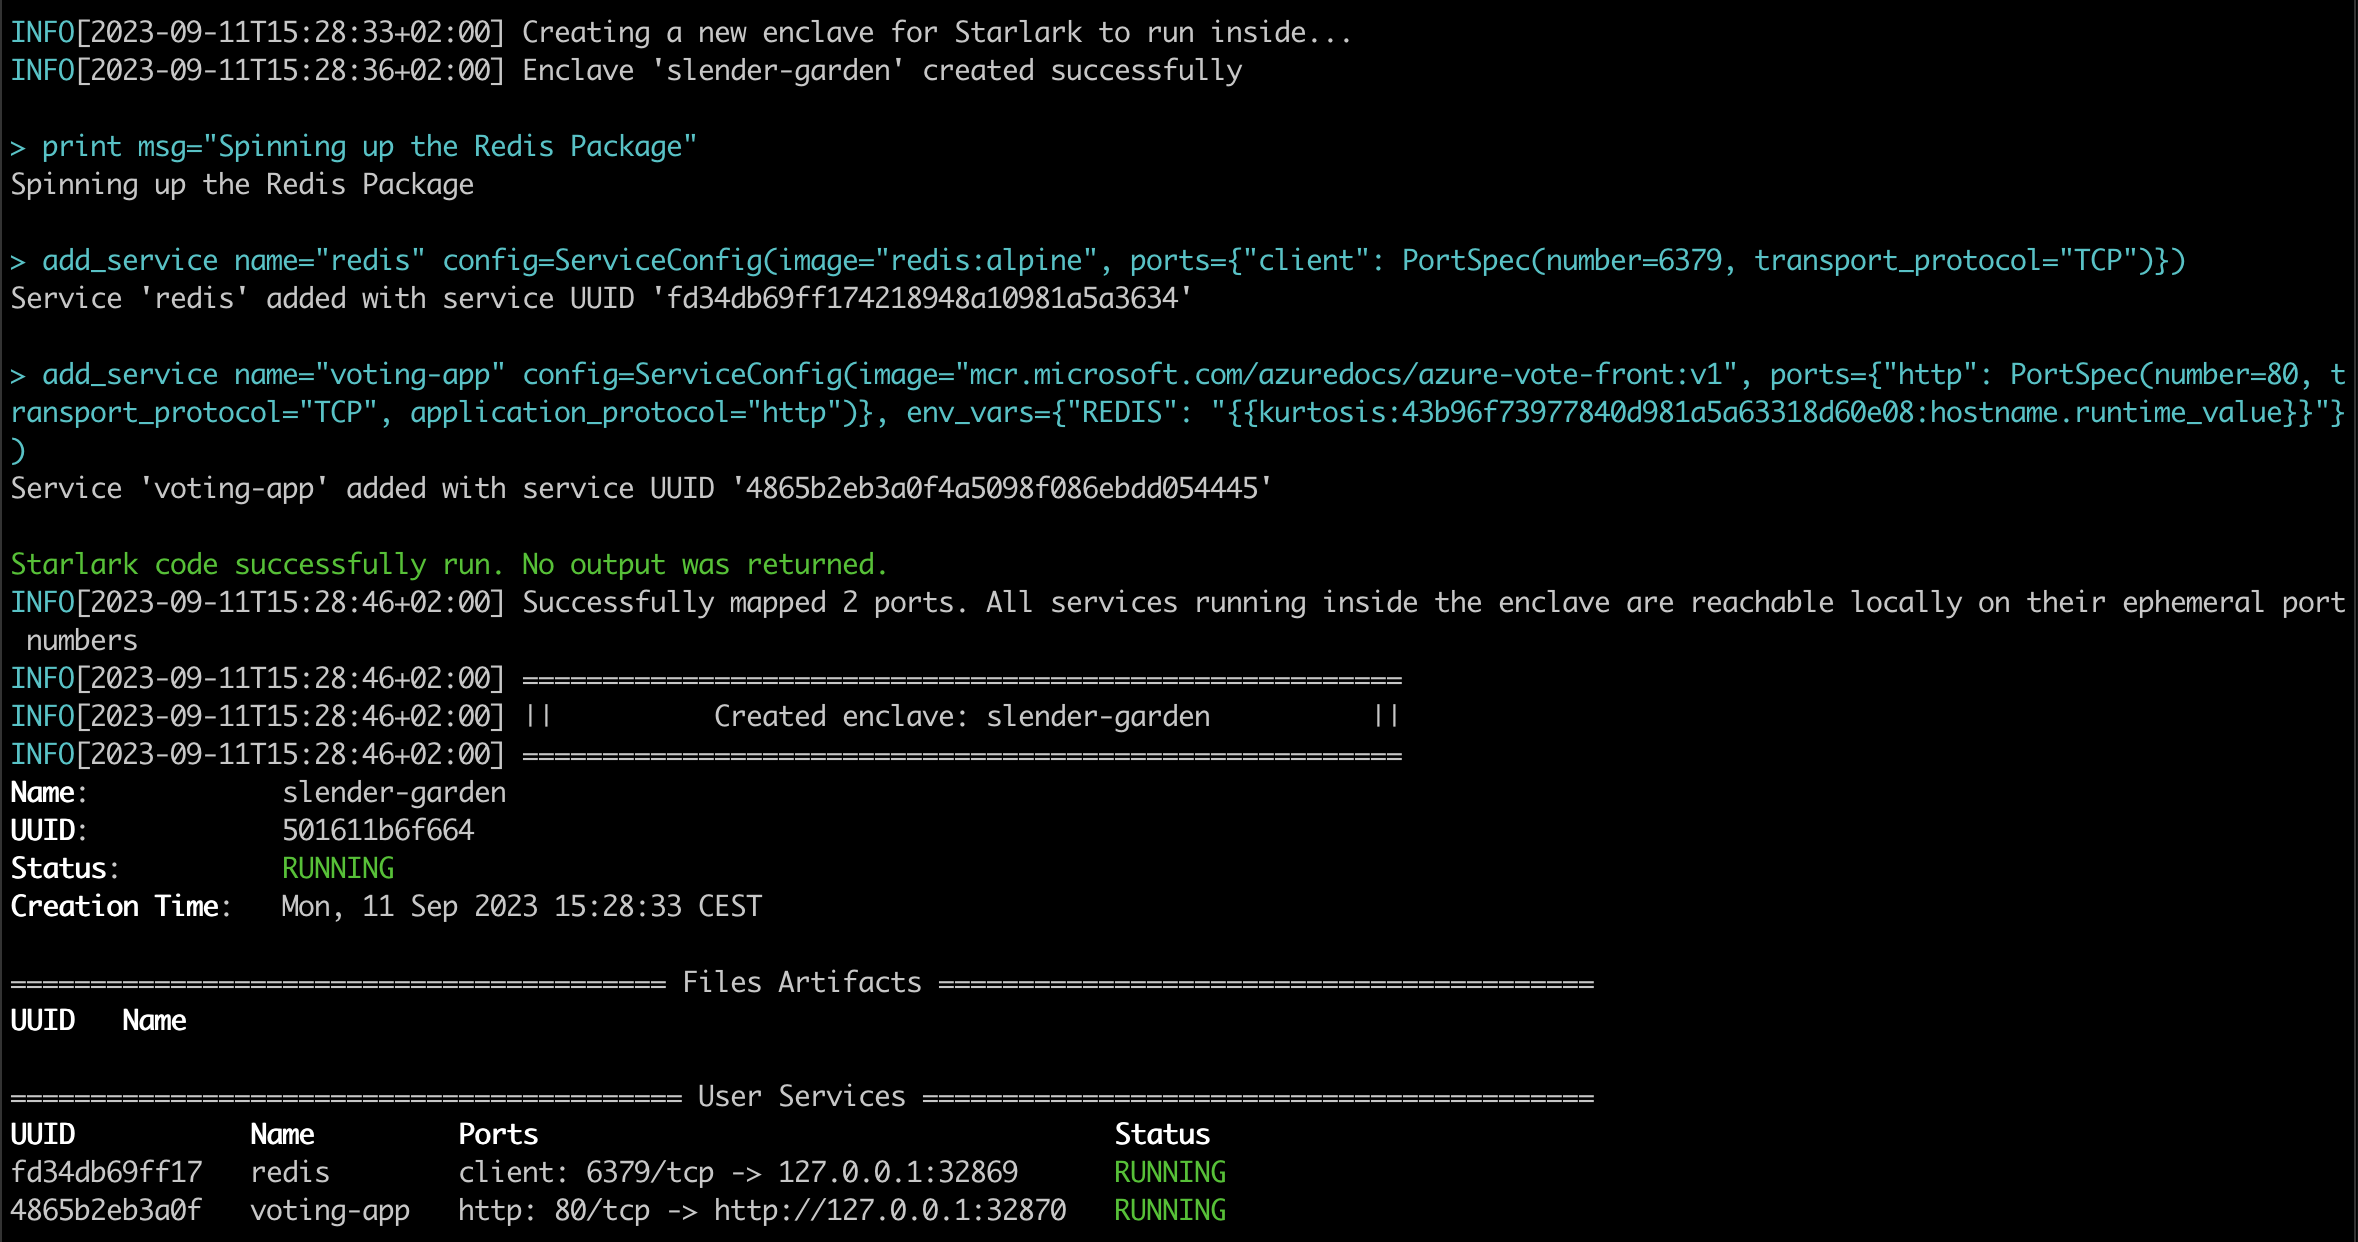 INFO[2023-09-11T15:28:33+02:00] Creating a new enclave for Starlark to run inside...
INFO[2023-09-11T15:28:36+02:00] Enclave 'slender-garden' created successfully
> print msg="Spinning up the Redis Package"
Spinning up the Redis Package
> add_service name="redis" config=ServiceConfig(image="redis:alpine", ports={"client": PortSpec(number=6379, transport_protocol="TCP")})
Service 'redis' added with service UUID 'fd34db69ff174218948a10981a5a3634'
> add_service name="voting-app" config=ServiceConfig(image="mcr.microsoft.com/azuredocs/azure-vote-front:v1", ports={"http": PortSpec(number=80, t
ransport_protocol="TCP", application_protocol="http")}, env_vars={"REDIS": "{{kurtosis:43b96f73977840d981a5a63318d60e08:hostname.runtime_value}}"}
)
Service 'voting-app' added with service UUID '4865b2eb3a0f4a5098f086ebdd054445'
Starlark code successfully run. No output was returned.
INFO[2023-09-11T15:28:46+02:00] Successfully mapped 2 ports. All services running inside the enclave are reachable locally on their ephemeral port
numbers
INFO[2023-09-11T15:28:46+02:00] =======================================================
INFO[2023-09-11T15:28:46+02:00] ||          Created enclave: slender-garden          ||
INFO[2023-09-11T15:28:46+02:00] =======================================================
Name:            slender-garden
UUID:            501611b6f664
Status:          RUNNING
Creation Time:   Mon, 11 Sep 2023 15:28:33 CEST
========================================= Files Artifacts =========================================
UUID   Name
========================================== User Services ==========================================
UUID           Name         Ports                                    Status
fd34db69ff17   redis        client: 6379/tcp -> 127.0.0.1:32869      RUNNING
4865b2eb3a0f   voting-app   http: 80/tcp -> http://127.0.0.1:32870   RUNNING